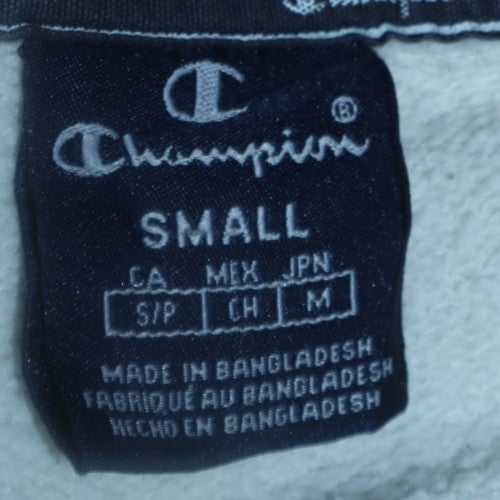 Champion®
SMALL
CA MEX JPN
S/P CH M
MADE IN BANGLADESH
FABRIQUÉ AU BANGLADESH
HECHO EN BANGLADESH